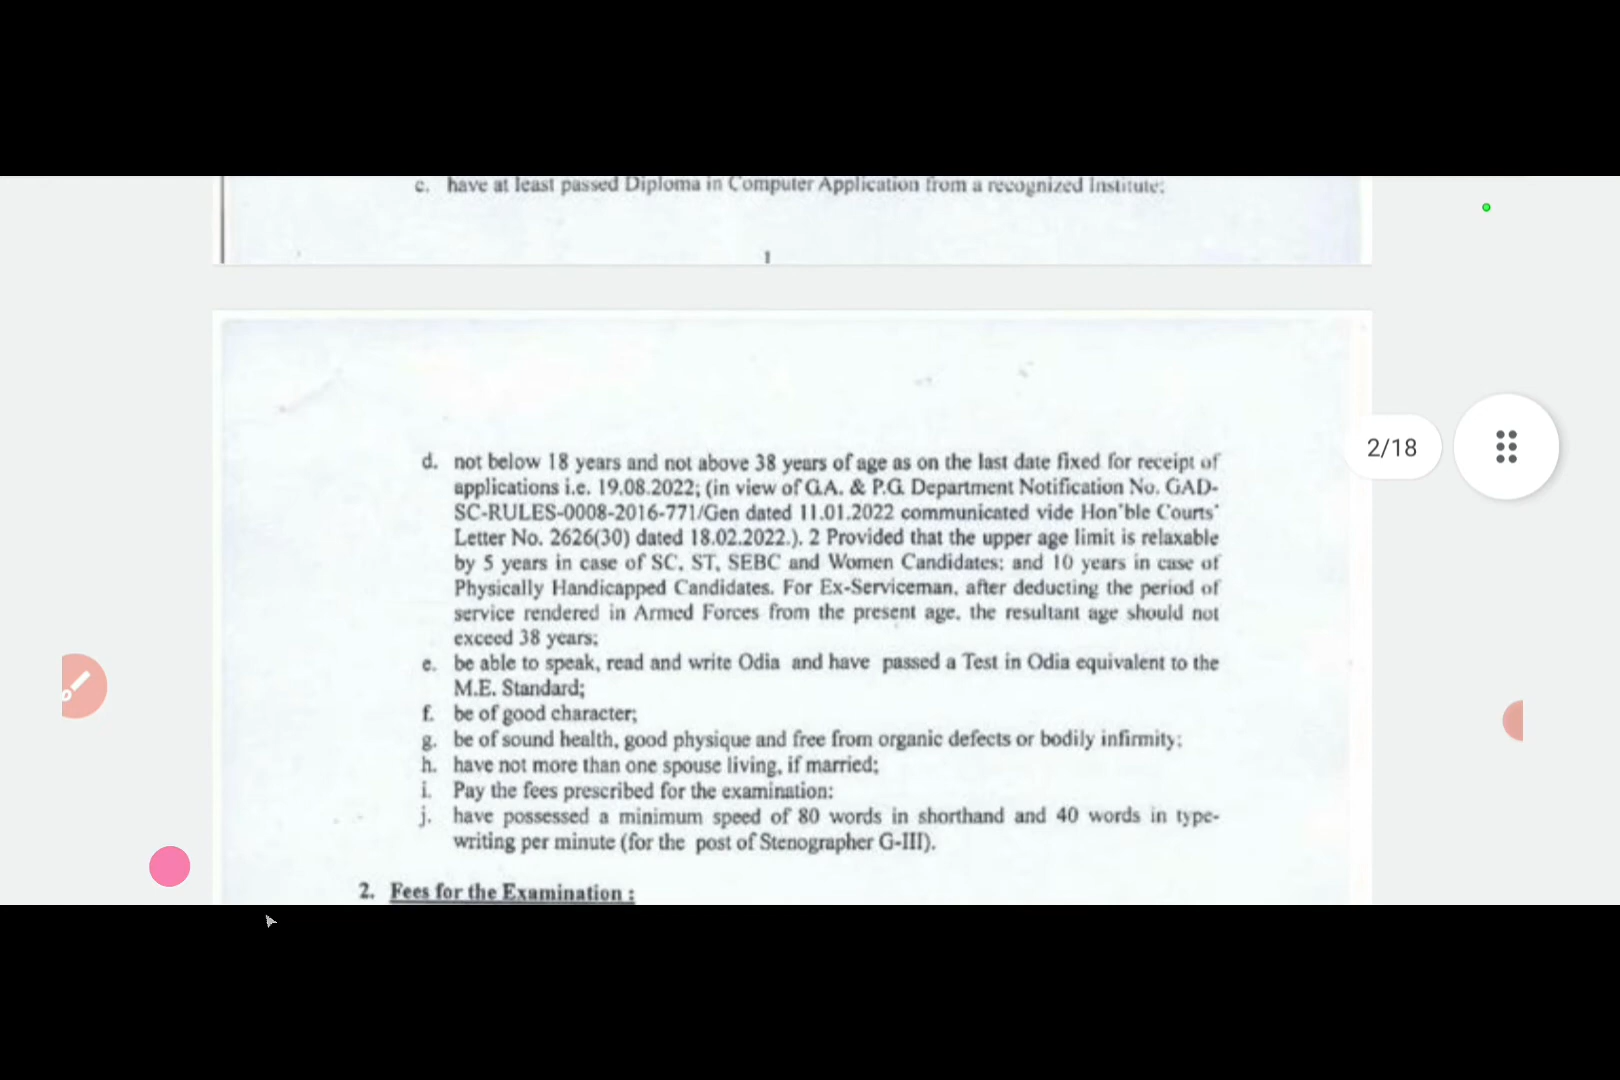 c. have at least passed Diploma in Computer Application from a recognized Institute;
1
d. not below 18 years and not above 38 years of age as on the last date fixed for receipt of
applications i.e. 19.08.2022; (in view of G.A. & P.G. Department Notification No. GAD-
SC-RULES-0008-2016-771/Gen dated 11.01.2022 communicated vide Hon'ble Courts'
Letter No. 2626(30) dated 18.02.2022.). 2 Provided that the upper age limit is relaxable
by 5 years in case of SC, ST, SEBC and Women Candidates; and 10 years in case of
Physically Handicapped Candidates. For Ex-Serviceman, after deducting the period of
service rendered in Armed Forces from the present age, the resultant age should not
exceed 38 years;
e. be able to speak, read and write Odia and have passed a Test in Odia equivalent to the
M.E. Standard;
f. be of good character;
g. be of sound health, good physique and free from organic defects or bodily infirmity;
h. have not more than one spouse living, if married;
i. Pay the fees prescribed for the examination:
j. have possessed a minimum speed of 80 words in shorthand and 40 words in type-
writing per minute (for the post of Stenographer G-III).
2. Fees for the Examination :
2/18